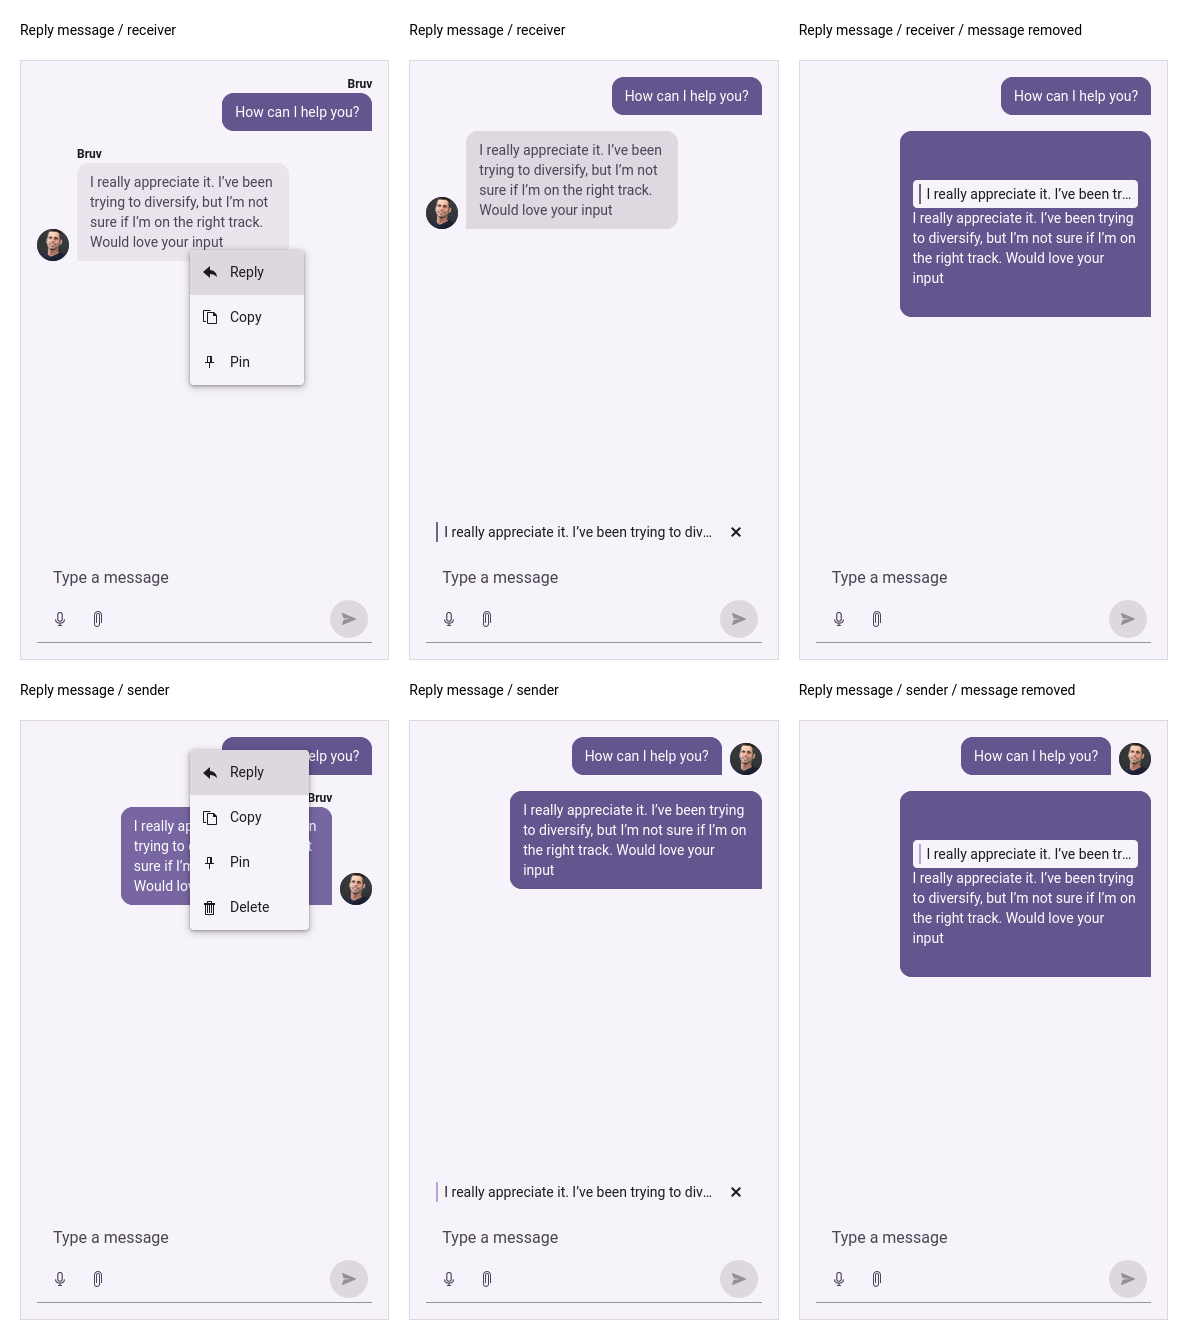 Reply message / receiver
Bruv
How can I help you?
Bruv
I really appreciate it. I've been
trying to diversify, but I'm not
sure if I'm on the right track.
Would love your input
Reply
Copy
Pin
Type a message
Reply message / receiver
How can I help you?
I really appreciate it. I've been
trying to diversify, but I'm not
sure if I'm on the right track.
Would love your input
I really appreciate it. I've been trying to div...
Type a message
Reply message / receiver / message removed
How can I help you?
I really appreciate it. I've been tr...
I really appreciate it. I've been trying
to diversify, but I'm not sure if I'm on
the right track. Would love your
input
Type a message
Reply message / sender
elp you?
Bruv
I really ap
n
trying to
t
sure if I'm
Would lov
Reply
Copy
Pin
Delete
Type a message
Reply message / sender
How can I help you?
I really appreciate it. I've been trying
to diversify, but I'm not sure if I'm on
the right track. Would love your
input
I really appreciate it. I've been trying to div...
Type a message
Reply message / sender / message removed
How can I help you?
I really appreciate it. I've been tr...
I really appreciate it. I've been trying
to diversify, but I'm not sure if I'm on
the right track. Would love your
input
Type a message